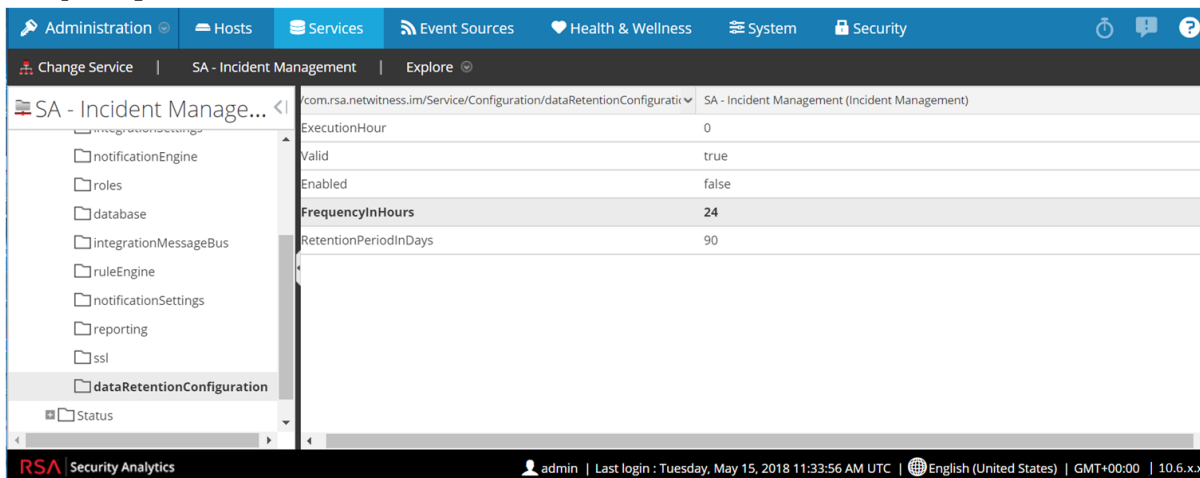 Administration Hosts Services Event Sources Health & Wellness System Security
Change Service | SA - Incident Management | Explore
SA - Incident Manage...
integrationSettings
notificationEngine
roles
database
integrationMessageBus
ruleEngine
notificationSettings
reporting
ssl
dataRetentionConfiguration
Status
/com.rsa.netwitness.im/Service/Configuration/dataRetentionConfiguratic SA - Incident Management (Incident Management)
ExecutionHour 0
Valid true
Enabled false
FrequencyInHours 24
RetentionPeriodInDays 90
RSA Security Analytics admin | Last login : Tuesday, May 15, 2018 11:33:56 AM UTC | English (United States) | GMT+00:00 | 10.6.x.x